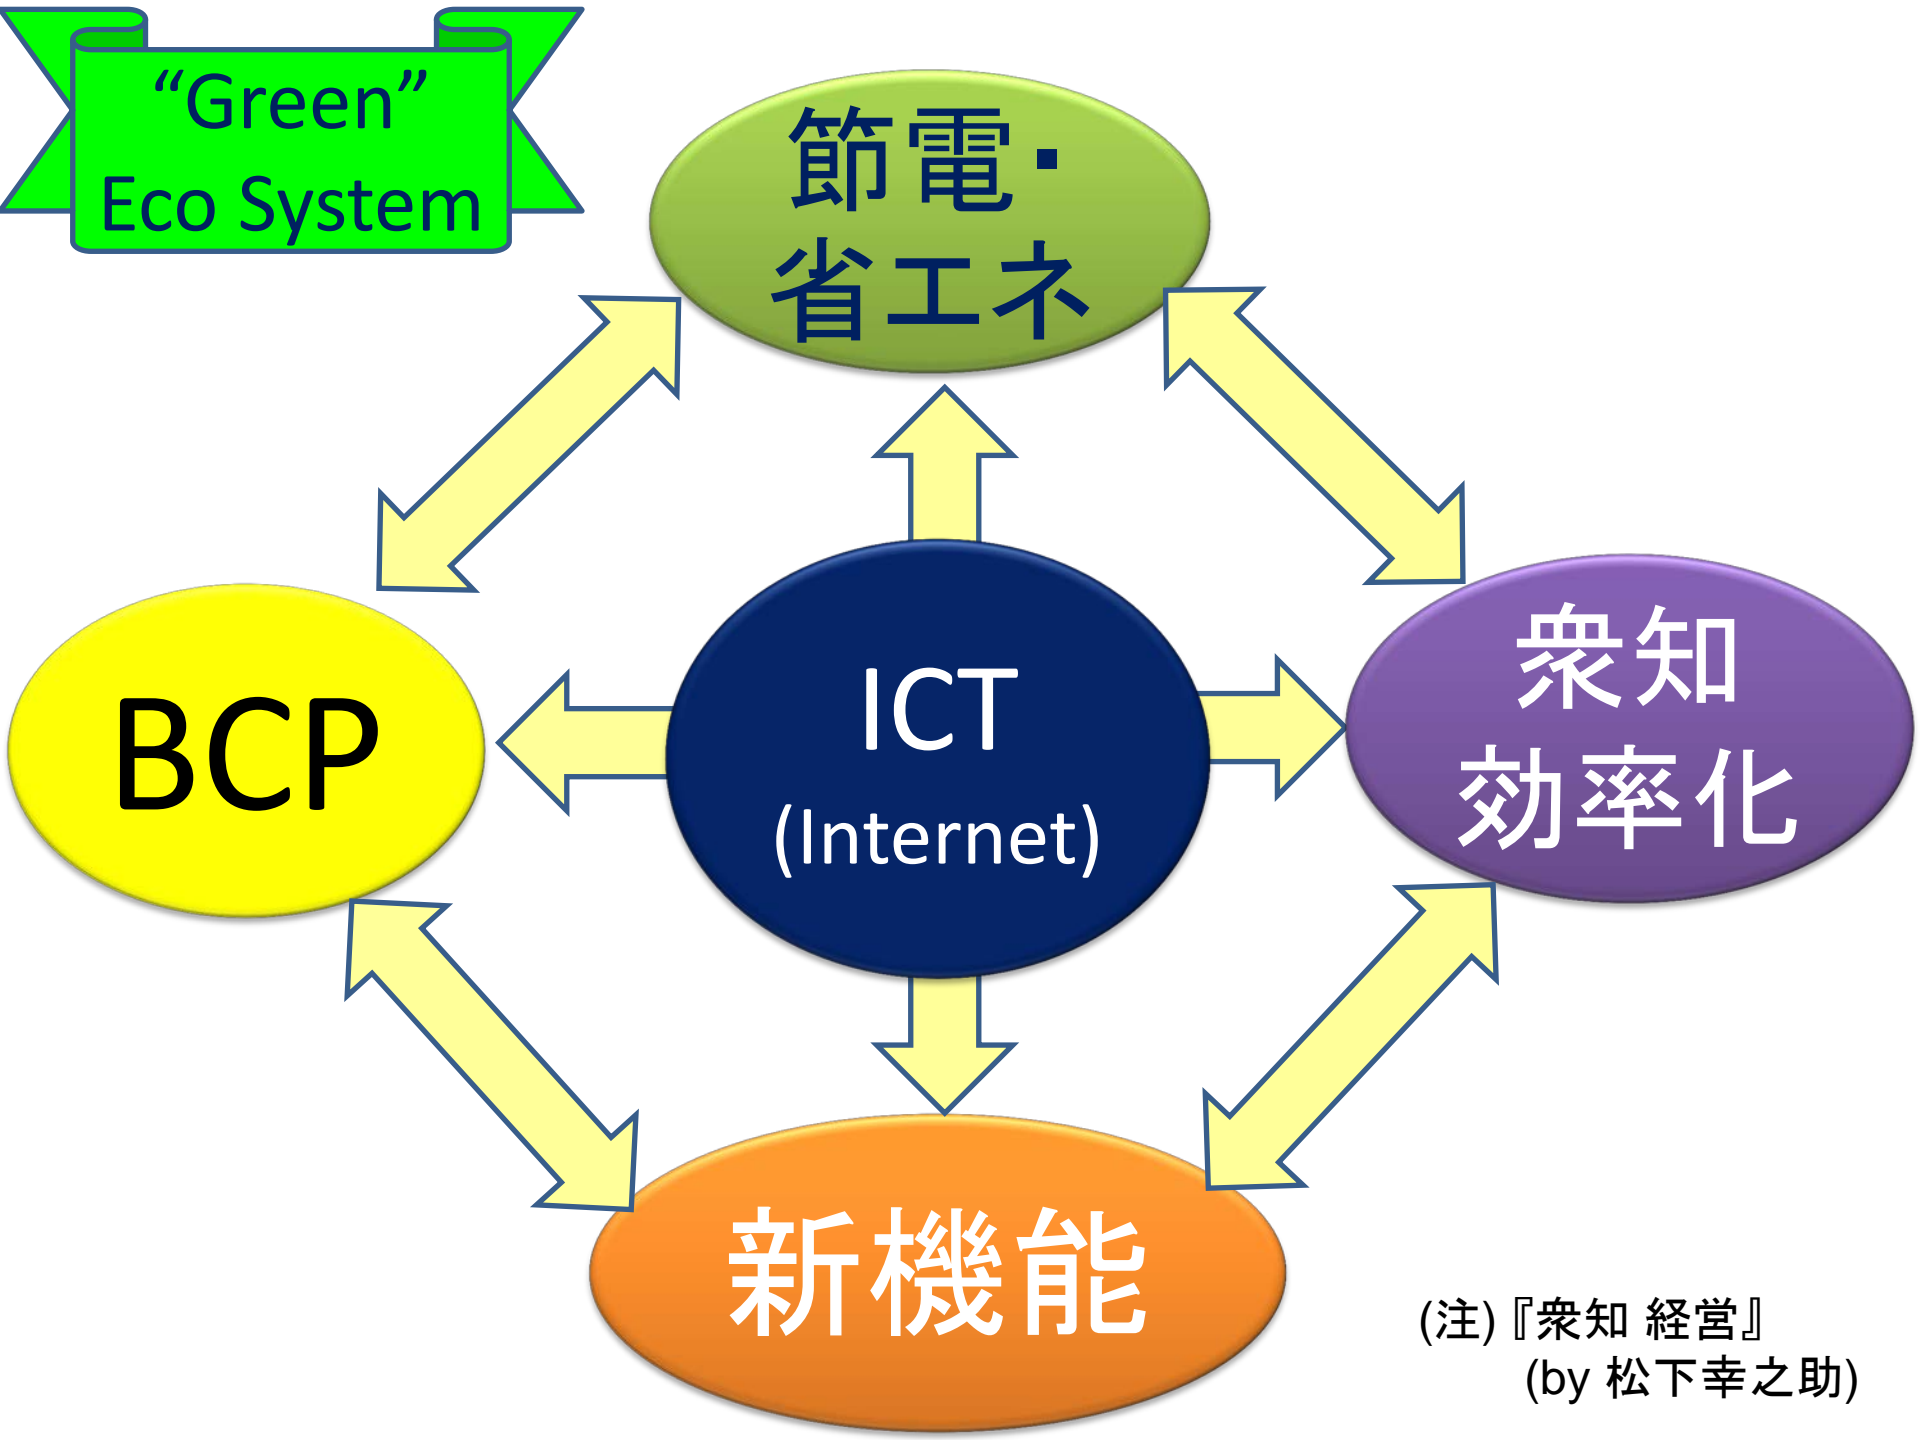 “Green”
Eco System
節電・
省エネ
BCP
ICT
(Internet)
衆知
効率化
新機能
(注)『衆知 経営』
(by 松下幸之助)